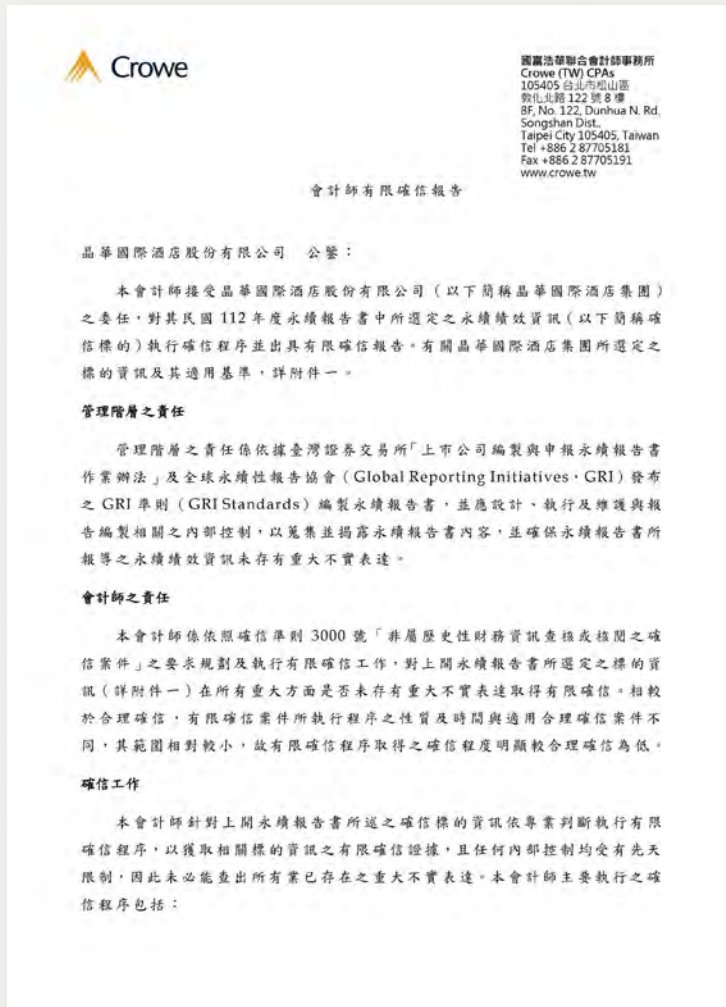 Crowe
國富浩華聯合會計師事務所
Crowe (TW) CPAs
105405 台北市松山區
敦化北路 122 號 8 樓
8F, No. 122, Dunhua N. Rd,
Songshan Dist.,
Taipei City 105405, Taiwan
Tel +886 2 87705181
Fax +886 2 87705191
www.crowe.tw
會計師有限確信報告
晶華國際酒店股份有限公司　公鑒：
本會計師接受晶華國際酒店股份有限公司（以下簡稱晶華國際酒店集團）
之委任，對其民國 112 年度永續報告書中所選定之永續績效資訊（以下簡稱確
信標的）執行確信程序並出具有限確信報告。有關晶華國際酒店集團所選定之
標的資訊及其適用基準，詳附件一。
管理階層之責任
管理階層之責任係依據臺灣證券交易所「上市公司編製與申報永續報告書
作業辦法」及全球永續性報告協會（Global Reporting Initiatives，GRI）發布
之 GRI 準則（GRI Standards）編製永續報告書，並應設計、執行及維護與報
告編製相關之內部控制，以蒐集並揭露永續報告書內容，並確保永續報告書所
報導之永續績效資訊未存有重大不實表達。
會計師之責任
本會計師係依照確信準則 3000 號「非屬歷史性財務資訊查核或核閱之確
信案件」之要求規劃及執行有限確信工作，對上開永續報告書所選定之標的資
訊（詳附件一）在所有重大方面是否未存有重大不實表達取得有限確信。相較
於合理確信，有限確信案件所執行程序之性質及時間與適用合理確信案件不
同，其範圍相對較小，故有限確信程序取得之確信程度明顯較合理確信為低。
確信工作
本會計師針對上開永續報告書所述之確信標的資訊依專業判斷執行有限
確信程序，以獲取相關標的資訊之有限確信證據，且任何內部控制均受有先天
限制，因此未必能查出所有業已存在之重大不實表達。本會計師主要執行之確
信程序包括：